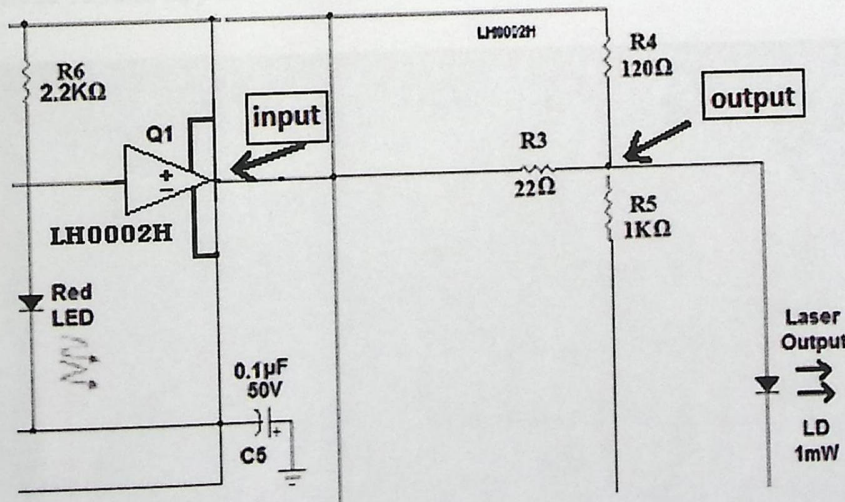 LH0002H
R4
120Ω
R6
2.2KΩ
output
input
Q1
R3
22Ω
+
−
R5
1KΩ
LH0002H
Red
LED
Laser
Output
0.1µF
50V
+
C5
LD
1mW